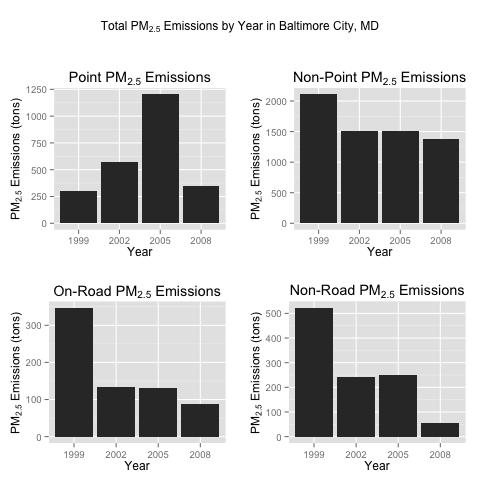 Total PM2.5 Emissions by Year in Baltimore City, MD
Point PM2.5 Emissions
PM2.5 Emissions (tons)
1250
1000
750
500
250
0
1999 2002 2005 2008
Year
Non-Point PM2.5 Emissions
PM2.5 Emissions (tons)
2000
1500
1000
500
0
1999 2002 2005 2008
Year
On-Road PM2.5 Emissions
PM2.5 Emissions (tons)
300
200
100
0
1999 2002 2005 2008
Year
Non-Road PM2.5 Emissions
PM2.5 Emissions (tons)
500
400
300
200
100
0
1999 2002 2005 2008
Year